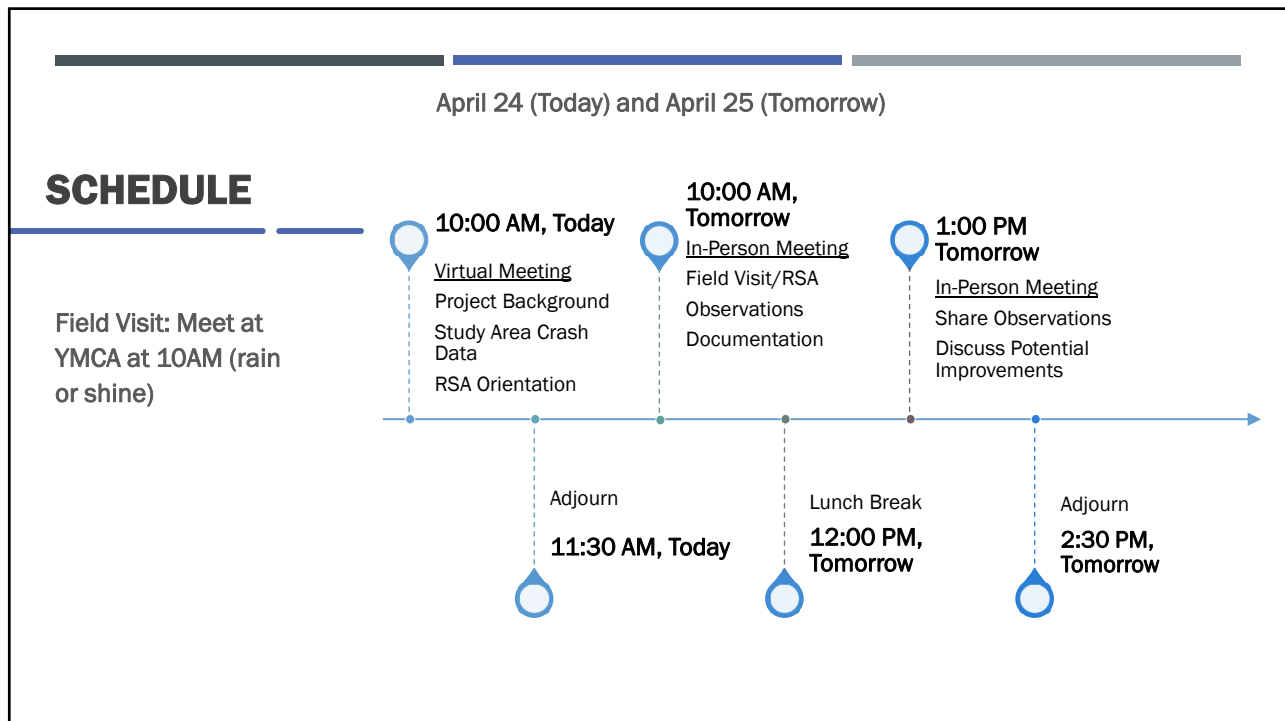 April 24 (Today) and April 25 (Tomorrow)
SCHEDULE
Field Visit: Meet at
YMCA at 10AM (rain
or shine)
10:00 AM, Today
Virtual Meeting
Project Background
Study Area Crash
Data
RSA Orientation
Adjourn
11:30 AM, Today
10:00 AM,
Tomorrow
In-Person Meeting
Field Visit/RSA
Observations
Documentation
Lunch Break
12:00 PM,
Tomorrow
1:00 PM
Tomorrow
In-Person Meeting
Share Observations
Discuss Potential
Improvements
Adjourn
2:30 PM,
Tomorrow